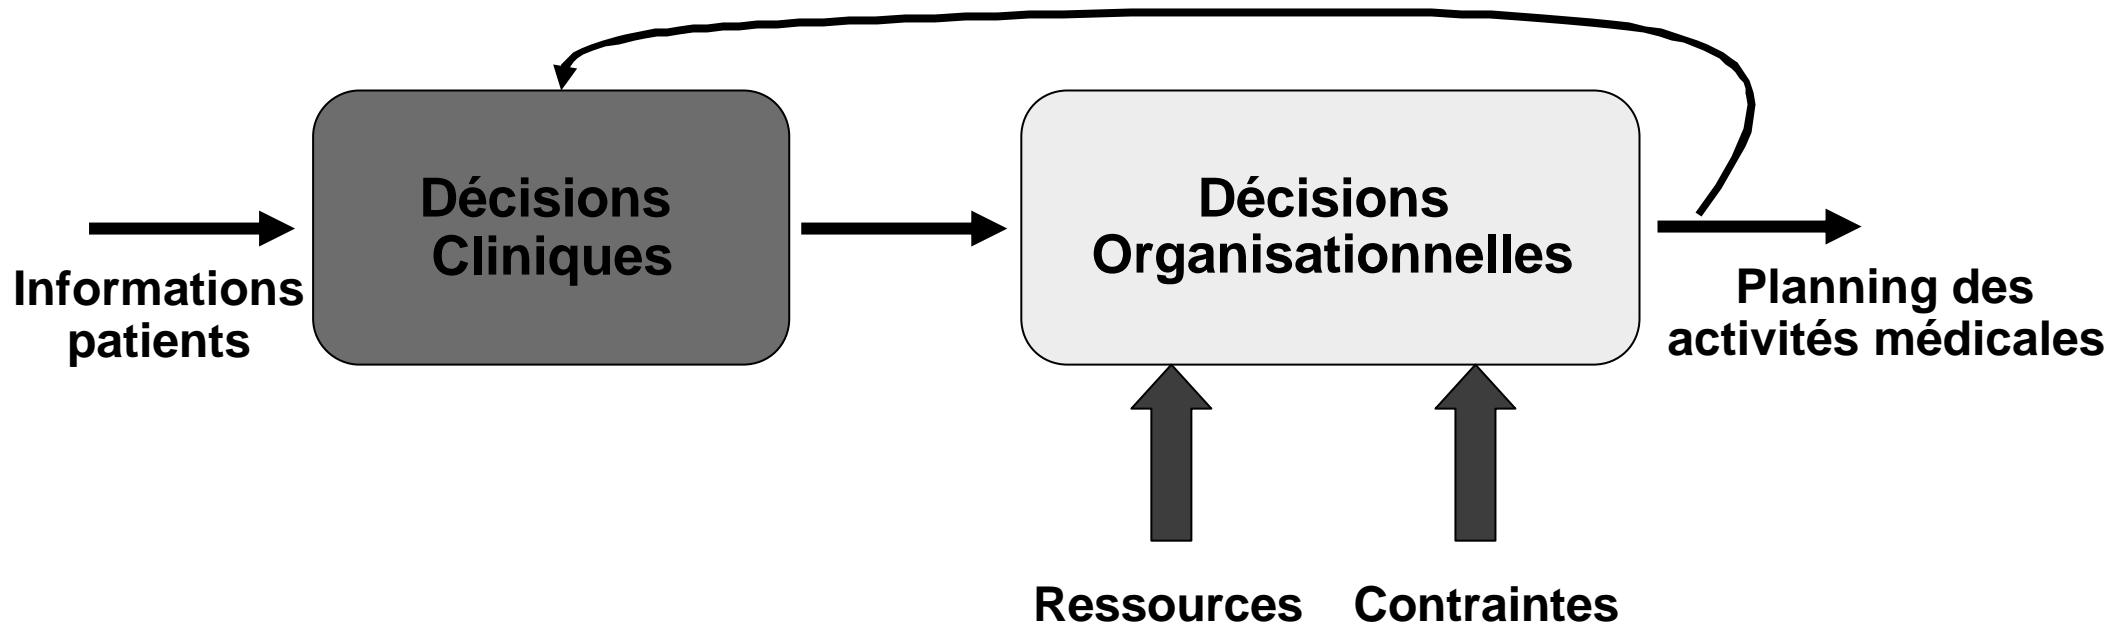 Décisions
Cliniques
Décisions
Organisationnelles
Informations
patients
Planning des
activités médicales
Ressources
Contraintes